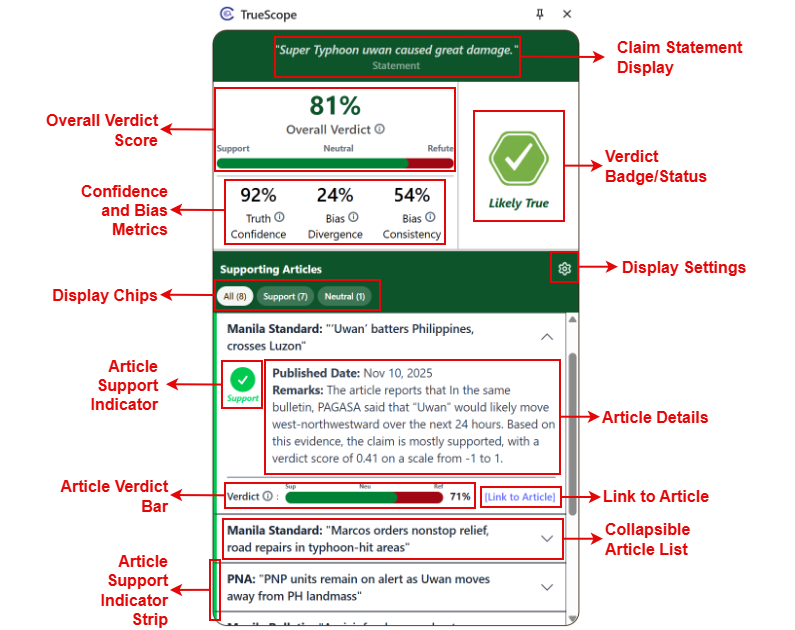 TrueScope
"Super Typhoon uwan caused great damage."
Statement
Claim Statement
Display
81%
Overall Verdict
Support Neutral Refute
Overall Verdict
Score
Likely True
Verdict
Badge/Status
92% 24% 54%
Truth Bias Bias
Confidence Divergence Consistency
Confidence
and Bias
Metrics
Supporting Articles
Display Settings
All (8) Support (7) Neutral (1)
Display Chips
Manila Standard: "'Uwan' batters Philippines,
crosses Luzon"
Article
Support
Indicator
Support
Published Date: Nov 10, 2025
Remarks: The article reports that In the same
bulletin, PAGASA said that "Uwan" would likely move
west-northwestward over the next 24 hours. Based on
this evidence, the claim is mostly supported, with a
verdict score of 0.41 on a scale from -1 to 1.
Article Details
Article Verdict
Bar
Sup Neu Ref
Verdict : 71% [Link to Article]
Link to Article
Manila Standard: "Marcos orders nonstop relief,
road repairs in typhoon-hit areas"
Collapsible
Article List
Article
Support
Indicator
Strip
PNA: "PNP units remain on alert as Uwan moves
away from PH landmass"